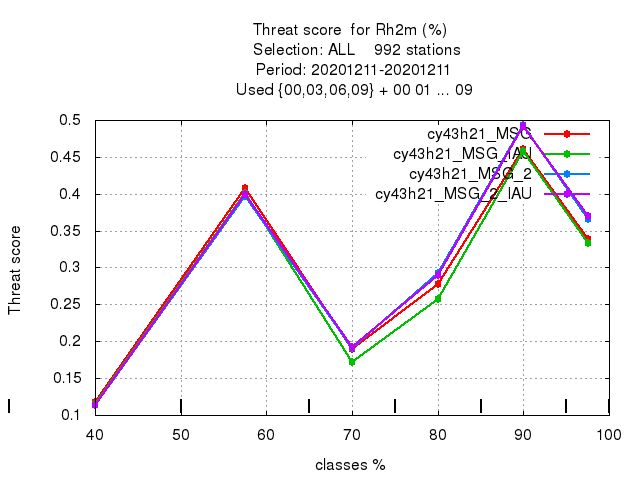 Threat score for Rh2m (%)
Selection: ALL 992 stations
Period: 20201211-20201211
Used {00,03,06,09} + 00 01 ... 09
0.5
0.45
0.4
0.35
0.3
0.25
0.2
0.15
0.1
Threat score
cy43h21_MSG
cy43h21_MSG_IAU
cy43h21_MSG_2
cy43h21_MSG_2_IAU
40 50 60 70 80 90 100
classes %